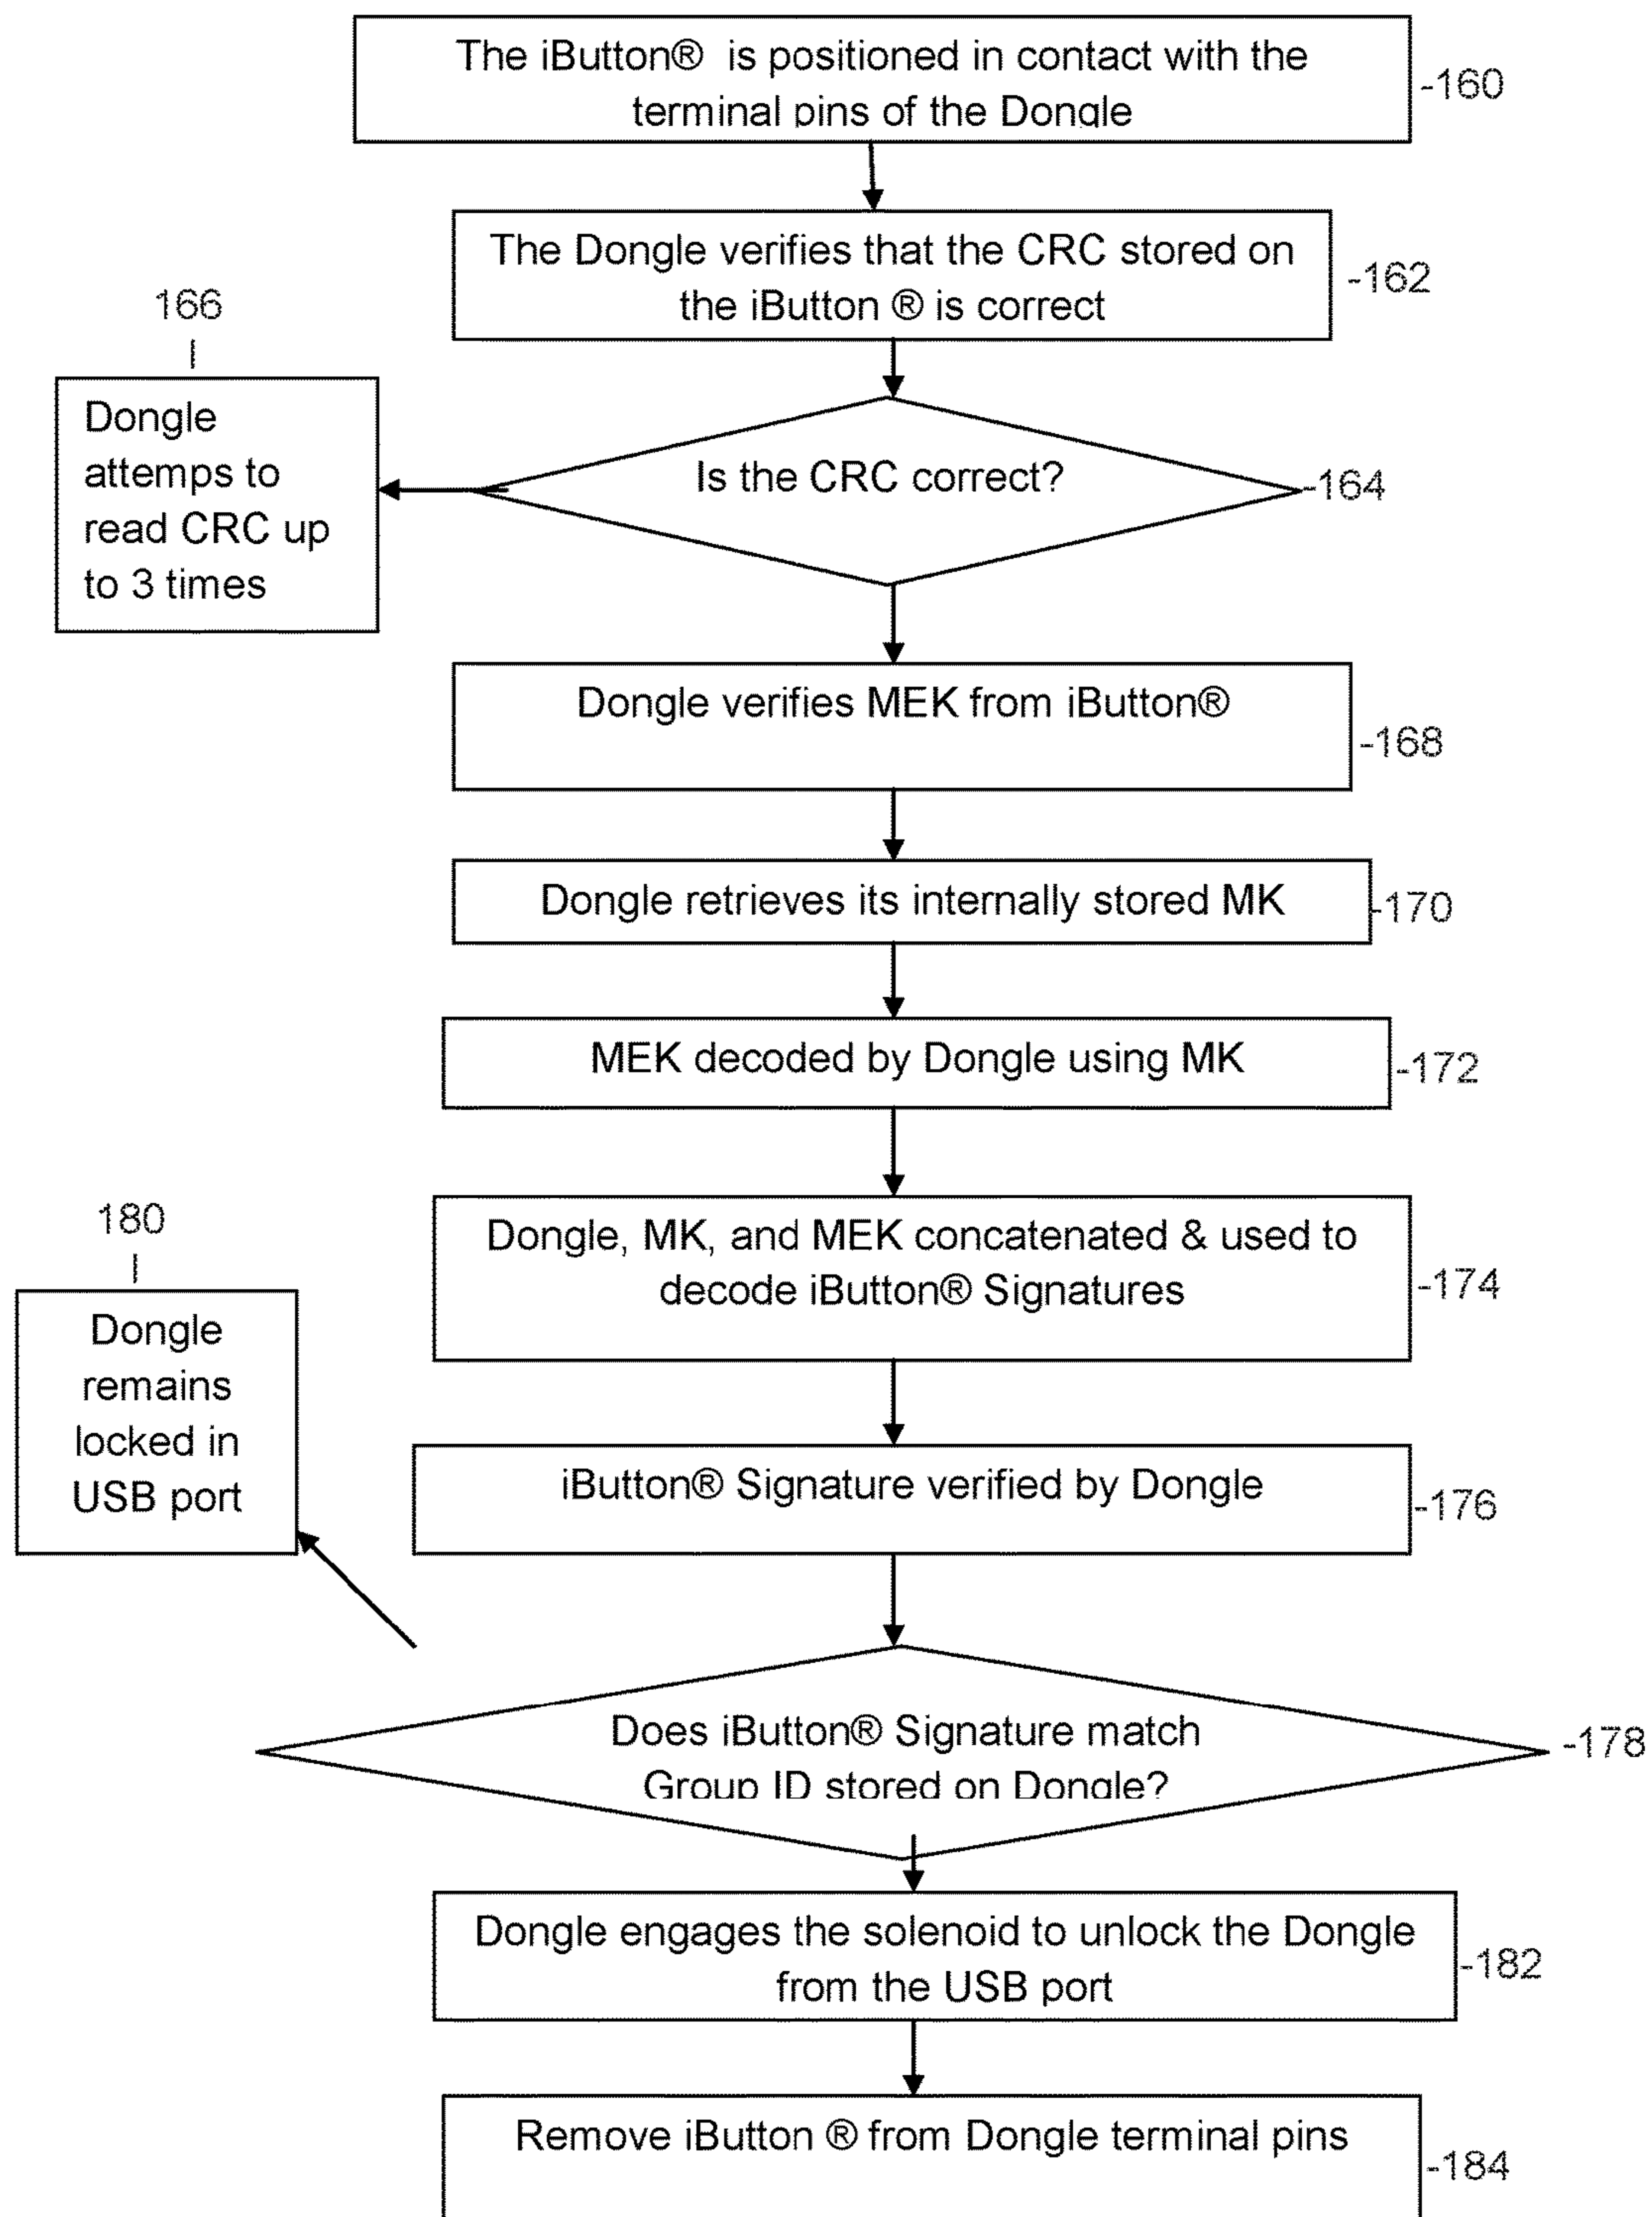 The iButton® is positioned in contact with the
terminal pins of the Dongle
-160
The Dongle verifies that the CRC stored on
the iButton ® is correct
-162
166
Dongle
attemps to
read CRC up
to 3 times
Is the CRC correct?
-164
Dongle verifies MEK from iButton®
-168
Dongle retrieves its internally stored MK
-170
MEK decoded by Dongle using MK
-172
Dongle, MK, and MEK concatenated & used to
decode iButton® Signatures
-174
180
Dongle
remains
locked in
USB port
iButton® Signature verified by Dongle
-176
Does iButton® Signature match
Group ID stored on Dongle?
-178
Dongle engages the solenoid to unlock the Dongle
from the USB port
-182
Remove iButton ® from Dongle terminal pins
-184